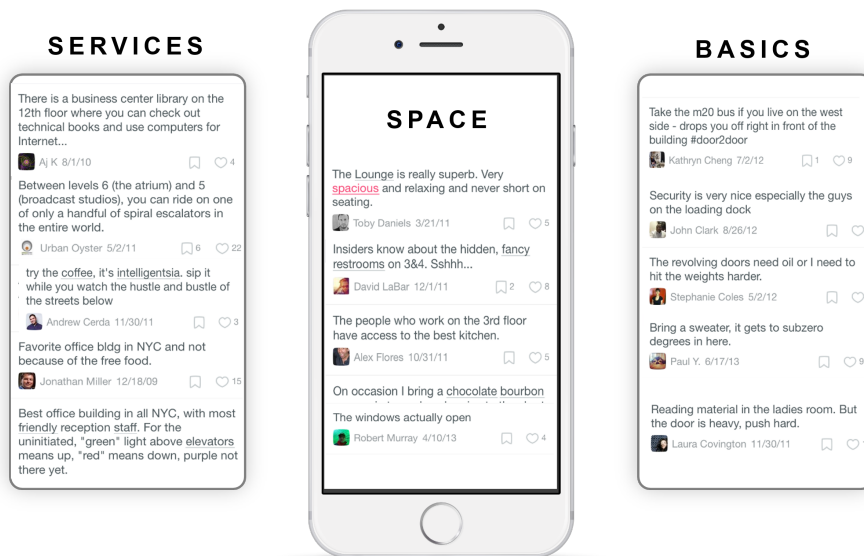 SERVICES
There is a business center library on the
12th floor where you can check out
technical books and use computers for
Internet...
Aj K 8/1/10 4
Between levels 6 (the atrium) and 5
(broadcast studios), you can ride on one
of only a handful of spiral escalators in
the entire world.
Urban Oyster 5/2/11 6 22
try the coffee, it's intelligentsia. sip it
while you watch the hustle and bustle of
the streets below
Andrew Cerda 11/30/11 3
Favorite office bldg in NYC and not
because of the free food.
Jonathan Miller 12/18/09 15
Best office building in all NYC, with most
friendly reception staff. For the
uninitiated, "green" light above elevators
means up, "red" means down, purple not
there yet.
SPACE
The Lounge is really superb. Very
spacious and relaxing and never short on
seating.
Toby Daniels 3/21/11 5
Insiders know about the hidden, fancy
restrooms on 3&4. Sshhh...
David LaBar 12/1/11 2 8
The people who work on the 3rd floor
have access to the best kitchen.
Alex Flores 10/31/11 5
On occasion I bring a chocolate bourbon
The windows actually open
Robert Murray 4/10/13 4
BASICS
Take the m20 bus if you live on the west
side - drops you off right in front of the
building #door2door
Kathryn Cheng 7/2/12 1 9
Security is very nice especially the guys
on the loading dock
John Clark 8/26/12
The revolving doors need oil or I need to
hit the weights harder.
Stephanie Coles 5/2/12
Bring a sweater, it gets to subzero
degrees in here.
Paul Y. 6/17/13 9
Reading material in the ladies room. But
the door is heavy, push hard.
Laura Covington 11/30/11